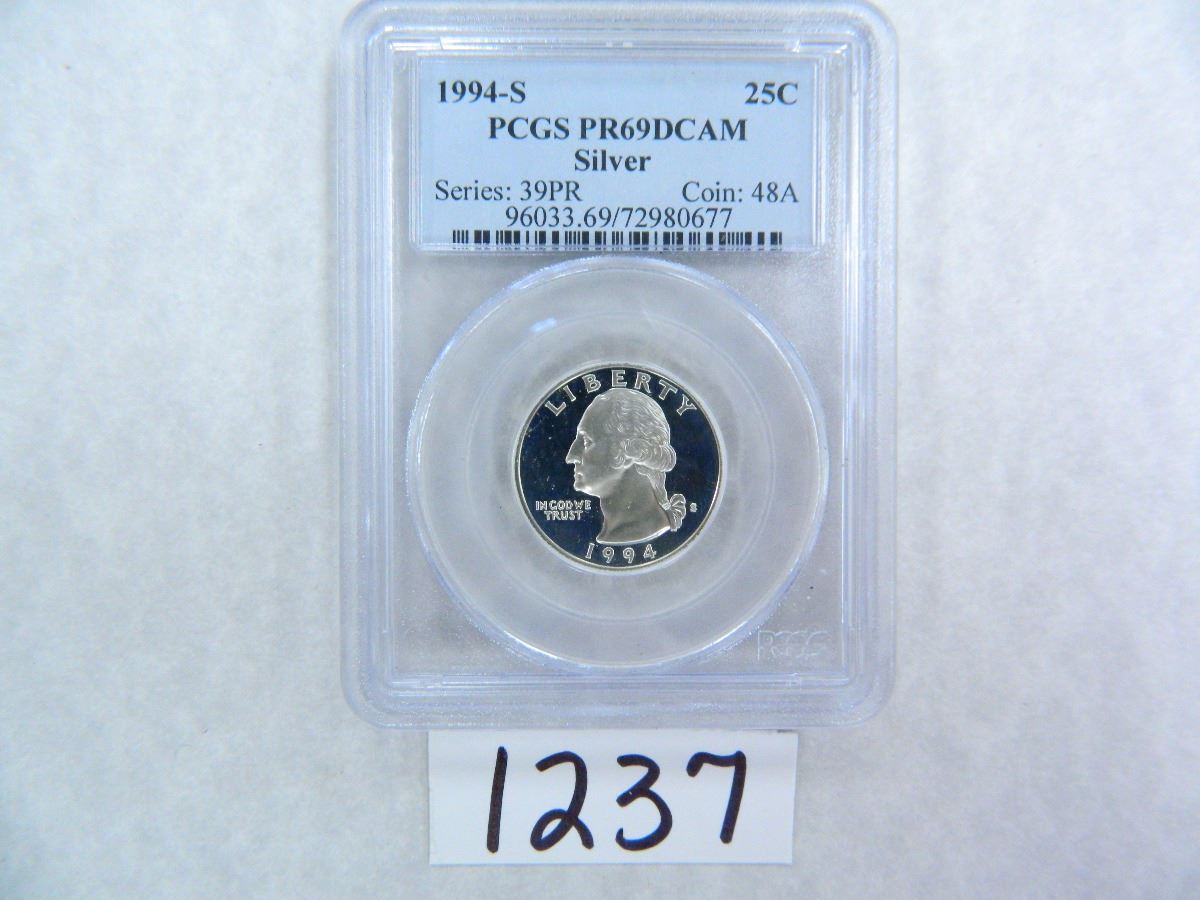 1994-S 25C
PCGS PR69DCAM
Silver
Series: 39PR Coin: 48A
96033.69/72980677
LIBERTY
IN GOD WE
TRUST
S
1994
PCGS
1237